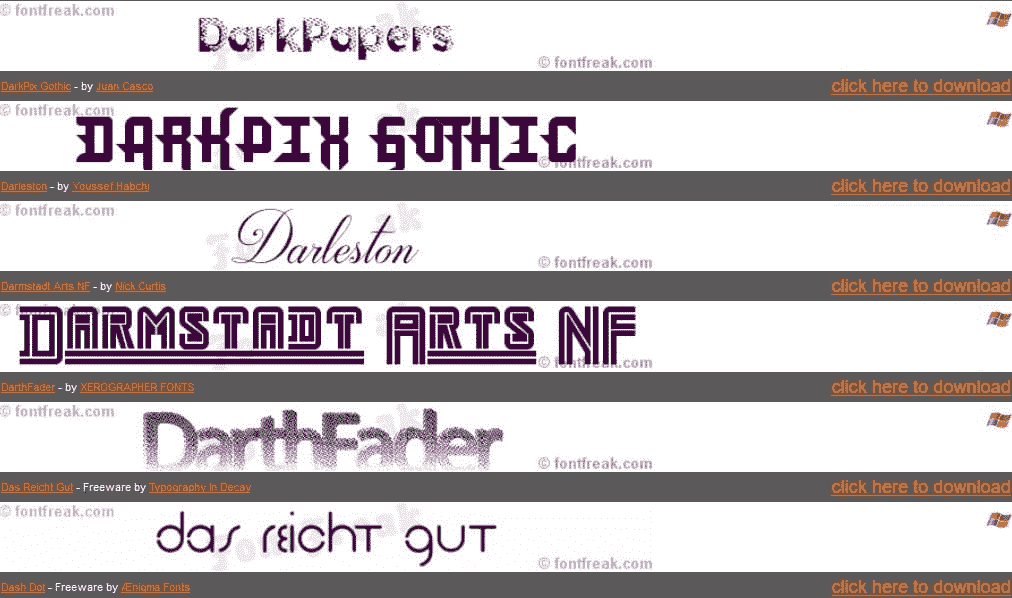 © fontfreak.com
DarkPapers
© fontfreak.com
DarkPix Gothic - by Juan Casco click here to download
© fontfreak.com
DARKPIX GOTHIC
© fontfreak.com
Darleston - by Youssef Habchi click here to download
© fontfreak.com
Darleston
© fontfreak.com
Darmstadt Arts NF - by Nick Curtis click here to download
DARMSTADT ARTS NF
© fontfreak.com
DarthFader - by XEROGRAPHER FONTS click here to download
© fontfreak.com
DarthFader
© fontfreak.com
Das Reicht Gut - Freeware by Typography In Decay click here to download
© fontfreak.com
das reicht gut
© fontfreak.com
Dash Dot - Freeware by Ænigma Fonts click here to download